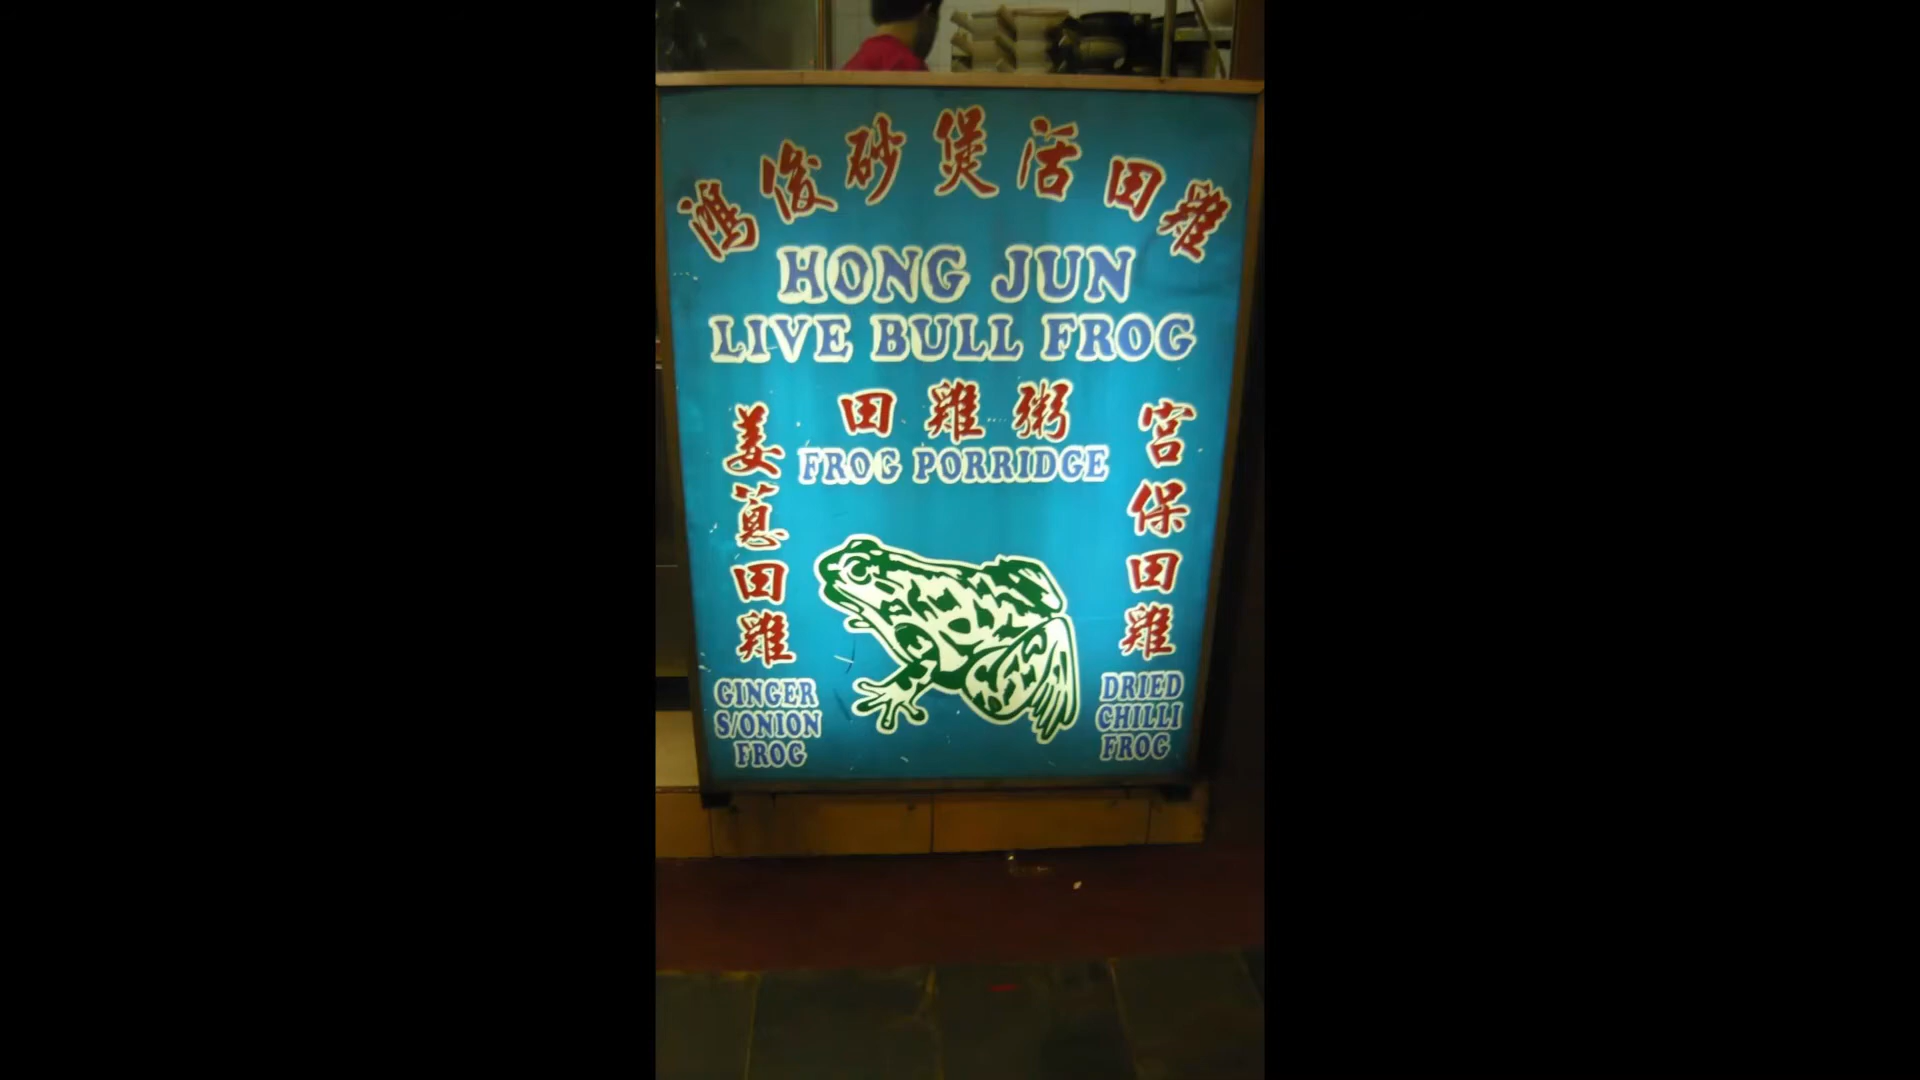 鴻俊砂煲活田雞
HONG JUN
LIVE BULL FROG
田雞粥
FROG PORRIDGE
姜蔥田雞
GINGER
S/ONION
FROG
宮保田雞
DRIED
CHILLI
FROG